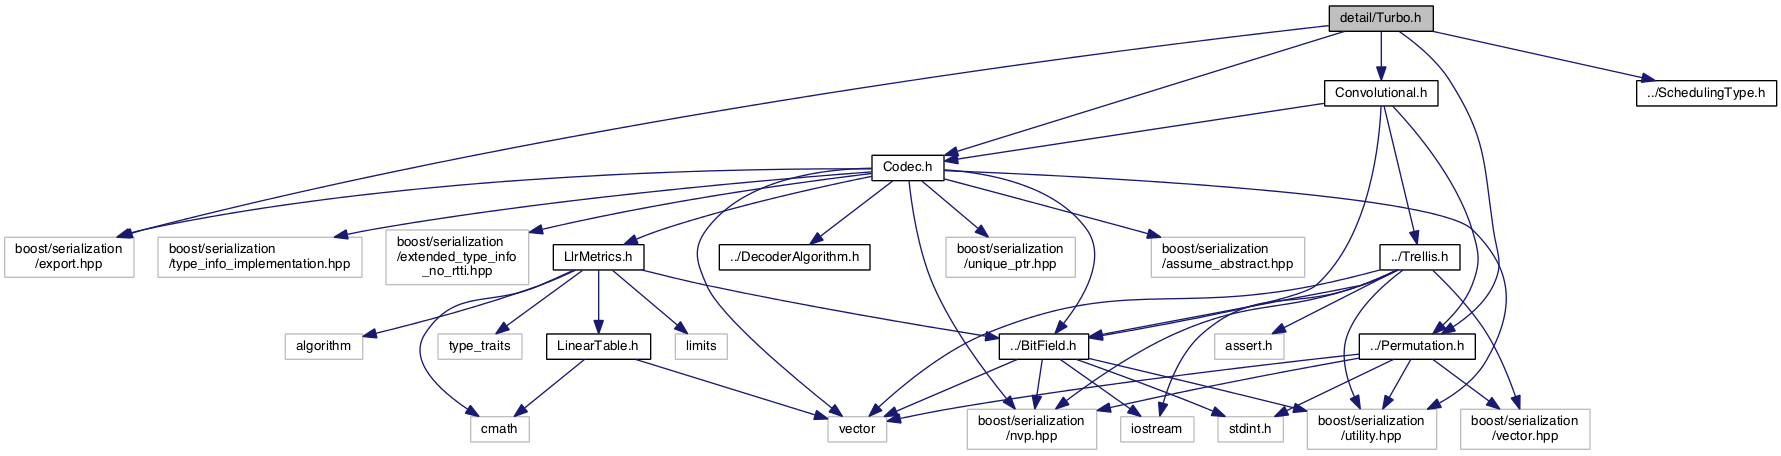 detail/Turbo.h
Convolutional.h
../SchedulingType.h
Codec.h
boost/serialization
/export.hpp
boost/serialization
/type_info_implementation.hpp
boost/serialization
/extended_type_info
_no_rtti.hpp
LlrMetrics.h
../DecoderAlgorithm.h
boost/serialization
/unique_ptr.hpp
boost/serialization
/assume_abstract.hpp
../Trellis.h
algorithm
type_traits
LinearTable.h
limits
../BitField.h
assert.h
../Permutation.h
cmath
vector
boost/serialization
/nvp.hpp
iostream
stdint.h
boost/serialization
/utility.hpp
boost/serialization
/vector.hpp